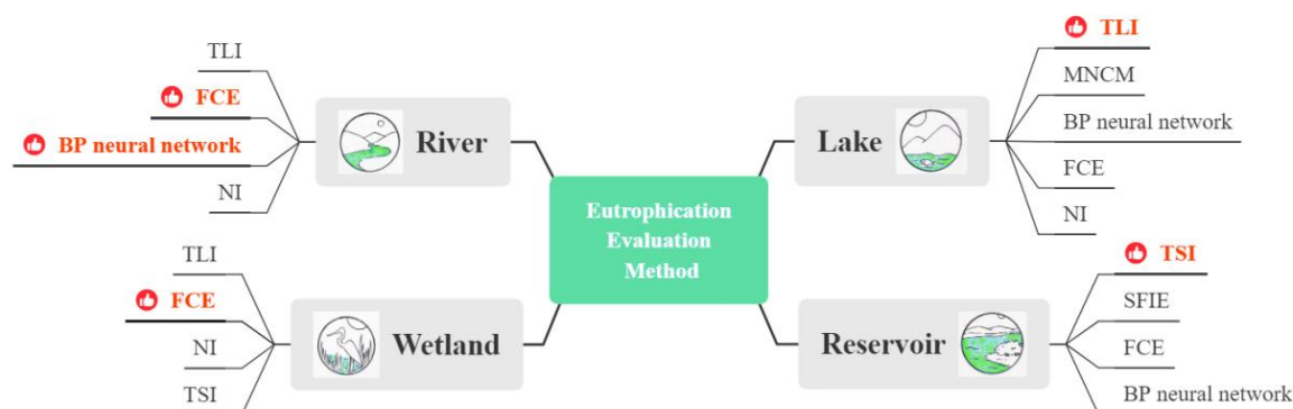 TLI
FCE
BP neural network
NI
River
TLI
FCE
NI
TSI
Wetland
Eutrophication
Evaluation
Method
Lake
TLI
MNCM
BP neural network
FCE
NI
Reservoir
TSI
SFIE
FCE
BP neural network